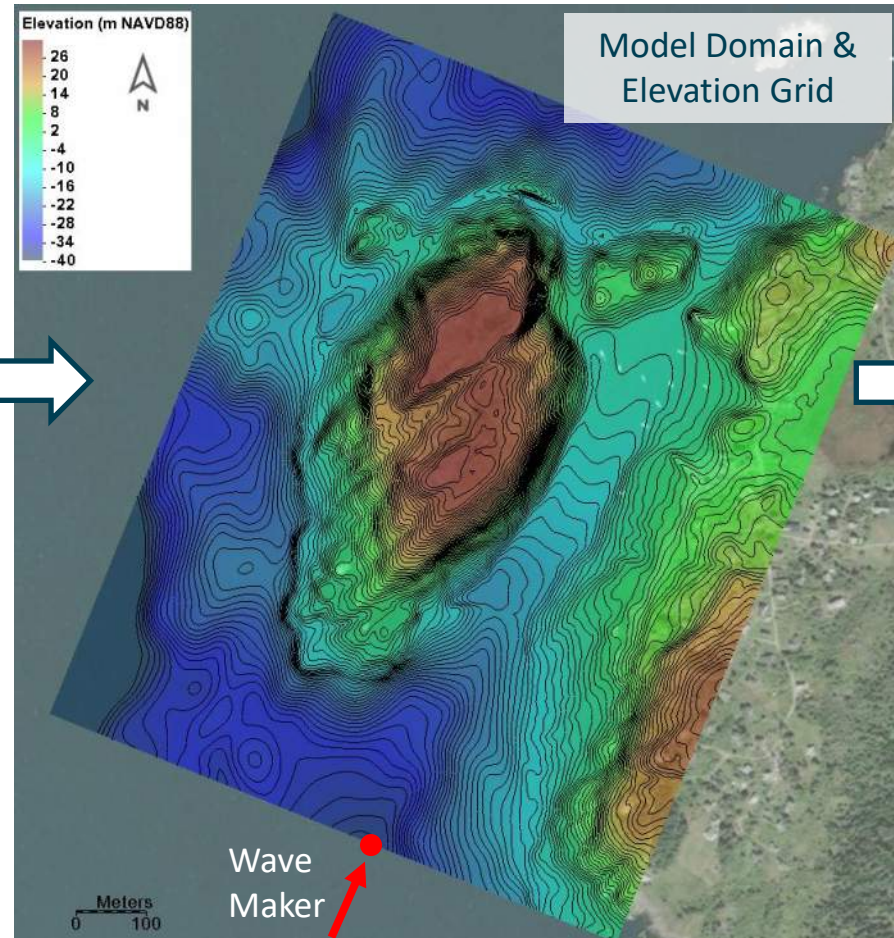 Elevation (m NAVD88)
26
20
14
8
2
-4
-10
-16
-22
-28
-34
-40
N
Model Domain &
Elevation Grid
Wave
Maker
Meters
0 100